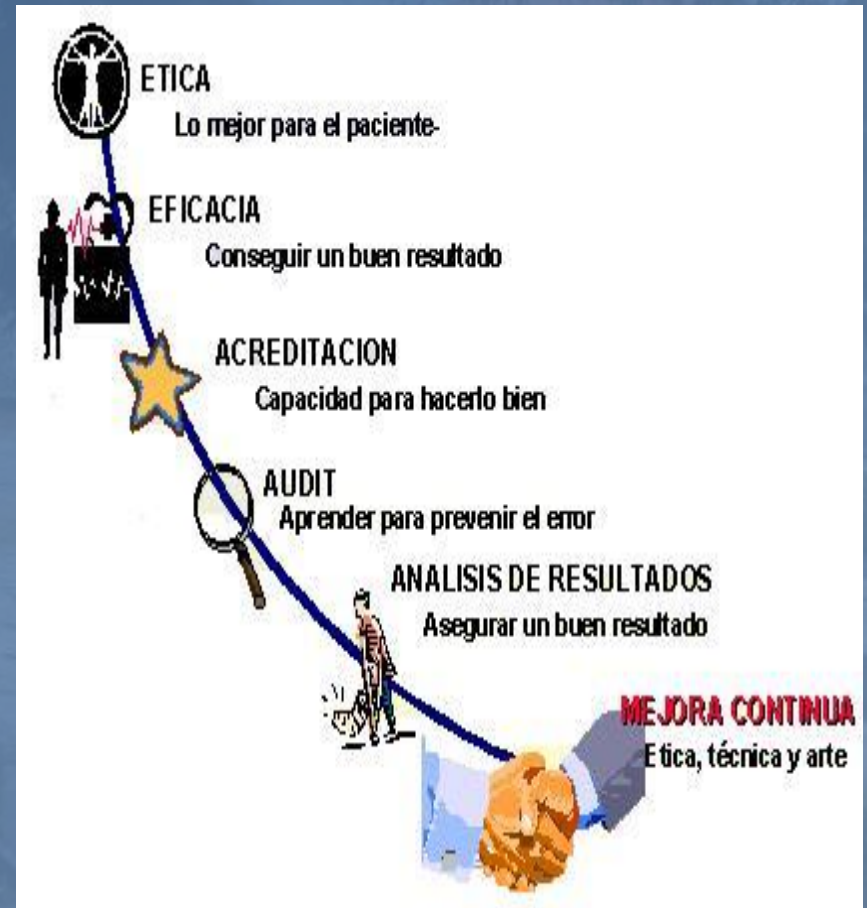 ETICA
Lo mejor para el paciente-
EFICACIA
Conseguir un buen resultado
ACREDITACION
Capacidad para hacerlo bien
AUDIT
Aprender para prevenir el error
ANALISIS DE RESULTADOS
Asegurar un buen resultado
MEJORA CONTINUA
Etica, técnica y arte